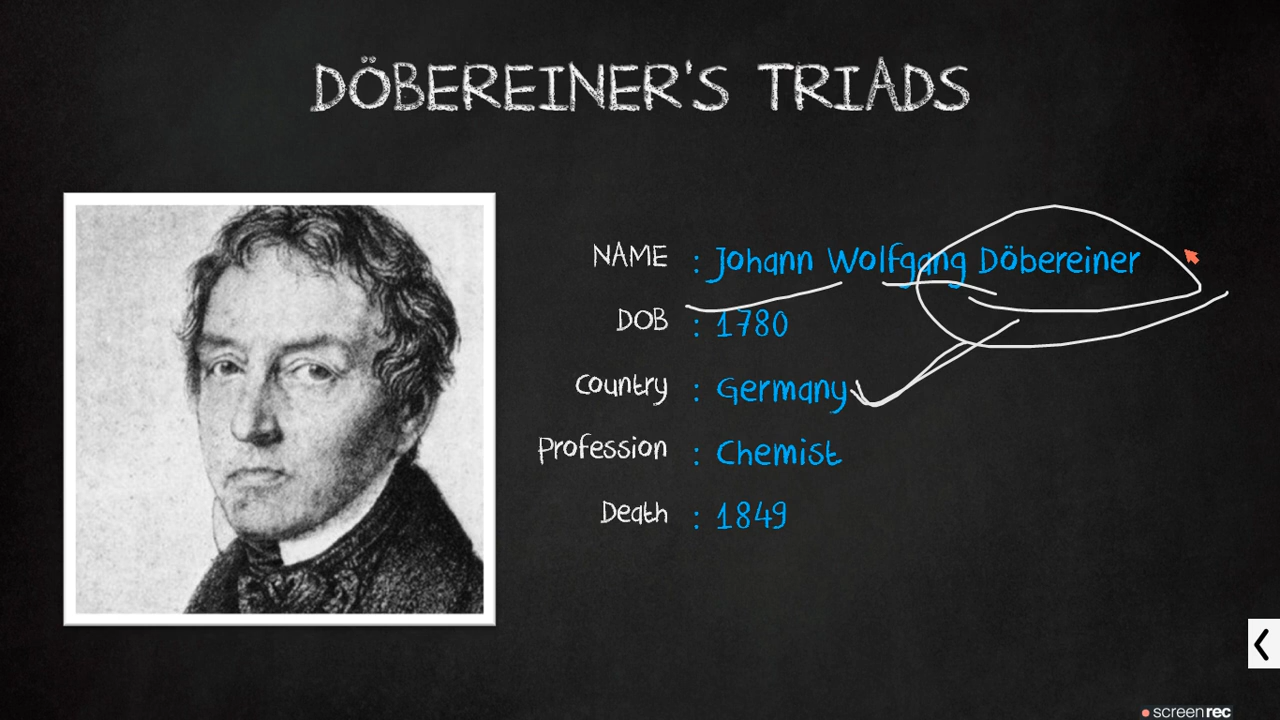 DÖBEREINER'S TRIADS
NAME : Johann Wolfgang Döbereiner
DOB : 1780
Country : Germany
Profession : Chemist
Death : 1849
screenrec